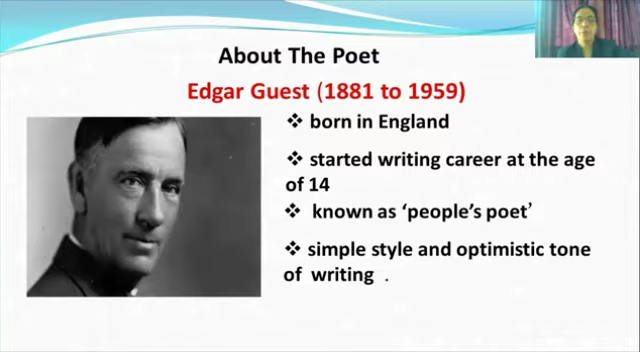 About The Poet
Edgar Guest (1881 to 1959)
❖ born in England
❖ started writing career at the age
of 14
❖ known as ‘people’s poet’
❖ simple style and optimistic tone
of writing .